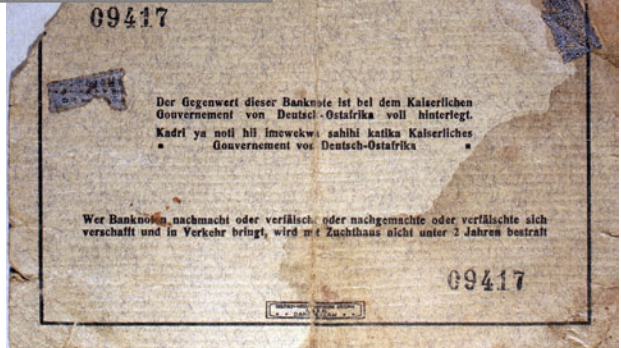 09417
Der Gegenwert dieser Banknote ist bei dem Kaiserlichen
Gouvernement von Deutsch-Ostafrika voll hinterlegt.
Kadri ya noti hii imewekwa sahihi katika Kaiserliches
Gouvernement von Deutsch-Ostafrika
Wer Banknoten nachmacht oder verfälscht oder nachgemachte oder verfälschte sich
verschafft und in Verkehr bringt, wird mit Zuchthaus nicht unter 2 Jahren bestraft
09417